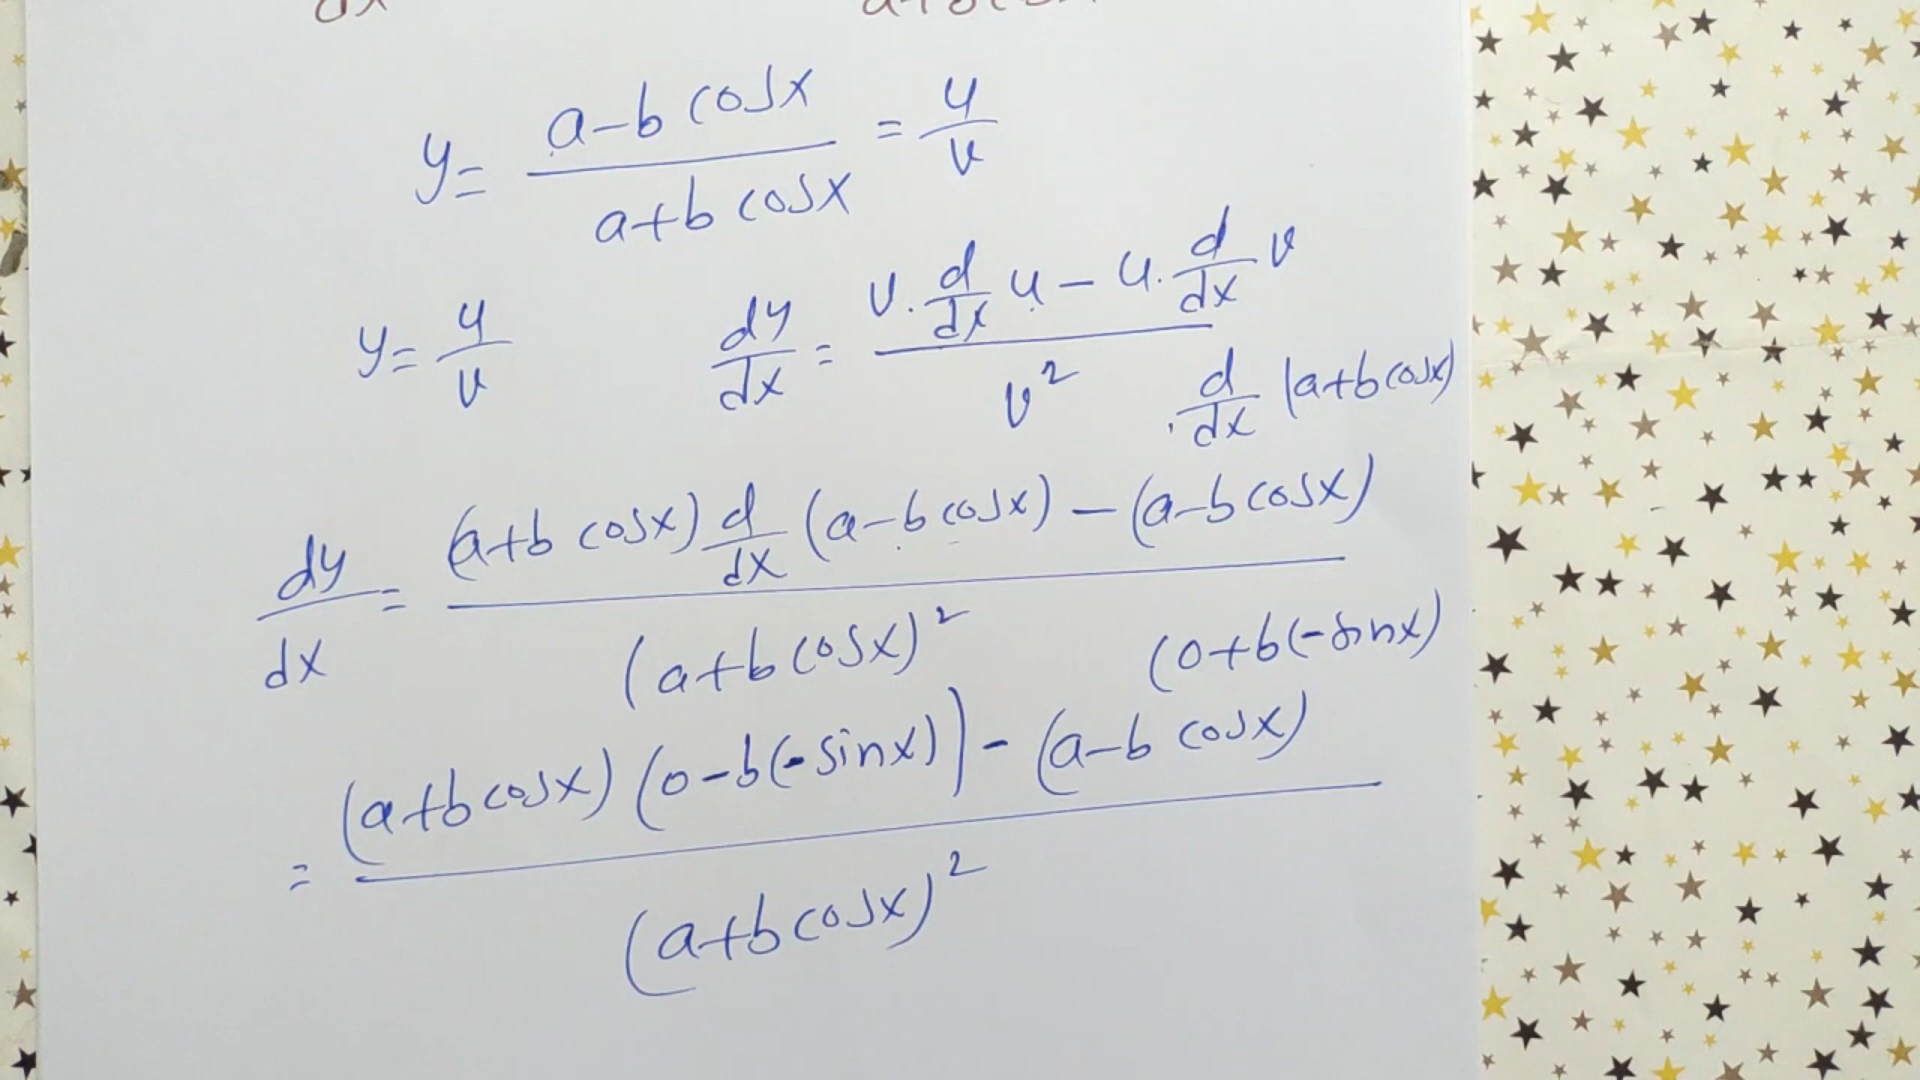 y = (a-b cosx)/(a+b cosx) = u/v
y = u/v    dy/dx = (v. d/dx u - u. d/dx v)/v²
dy/dx = ((a+b cosx) d/dx (a-b cosx) - (a-b cosx) . d/dx (a+b cosx))/(a+b cosx)²
= ((a+b cosx) (0-b(-sinx)) - (a-b cosx) (0+b(-sinx))/(a+b cosx)²